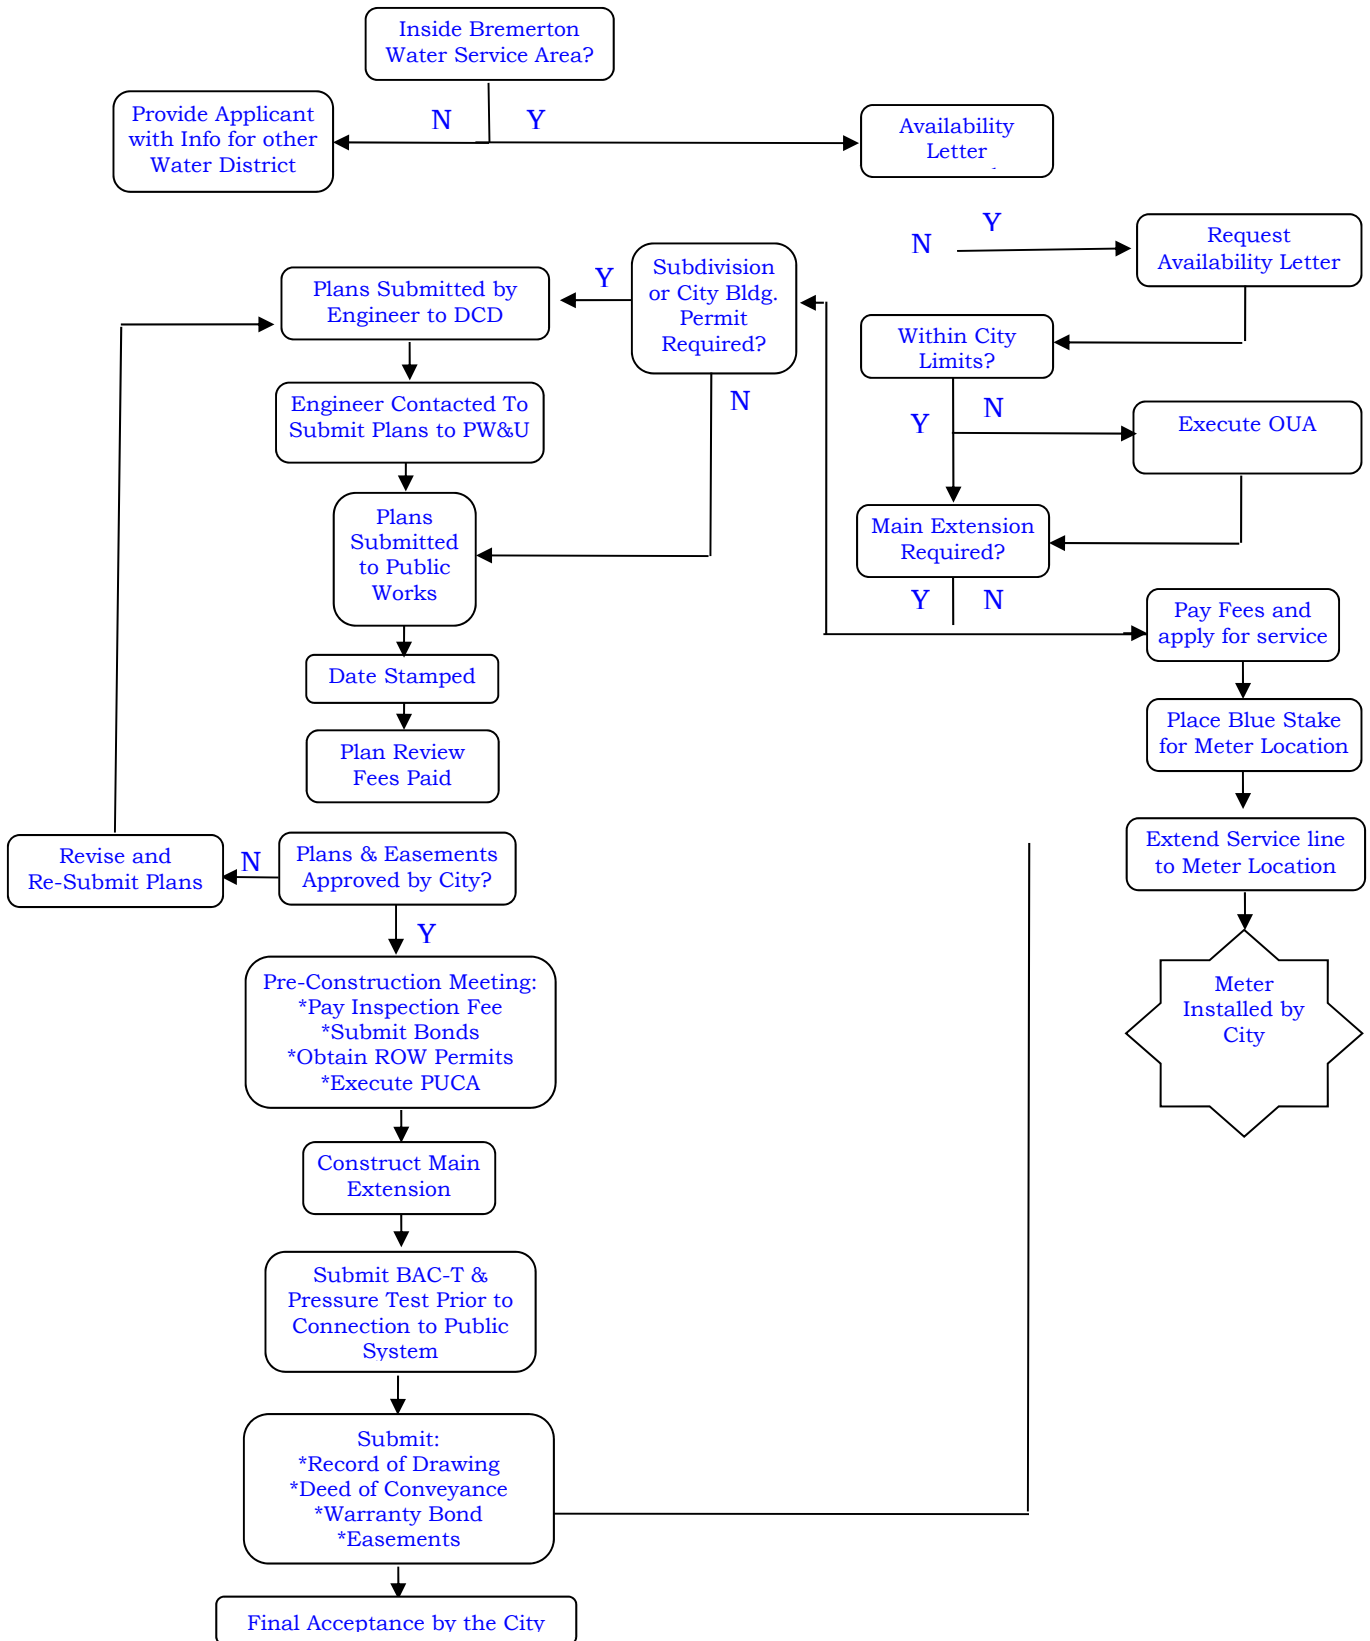 Inside Bremerton
Water Service Area?
Provide Applicant
with Info for other
Water District
N
Y
Availability
Letter
N
Y
Request
Availability Letter
Subdivision
or City Bldg.
Permit
Required?
Y
N
Plans Submitted by
Engineer to DCD
Engineer Contacted To
Submit Plans to PW&U
Plans
Submitted
to Public
Works
Date Stamped
Plan Review
Fees Paid
Within City
Limits?
Y
N
Execute OUA
Main Extension
Required?
Y
N
Pay Fees and
apply for service
Place Blue Stake
for Meter Location
Extend Service line
to Meter Location
Meter
Installed by
City
Revise and
Re-Submit Plans
N
Plans & Easements
Approved by City?
Y
Pre-Construction Meeting:
*Pay Inspection Fee
*Submit Bonds
*Obtain ROW Permits
*Execute PUCA
Construct Main
Extension
Submit BAC-T &
Pressure Test Prior to
Connection to Public
System
Submit:
*Record of Drawing
*Deed of Conveyance
*Warranty Bond
*Easements
Final Acceptance by the City